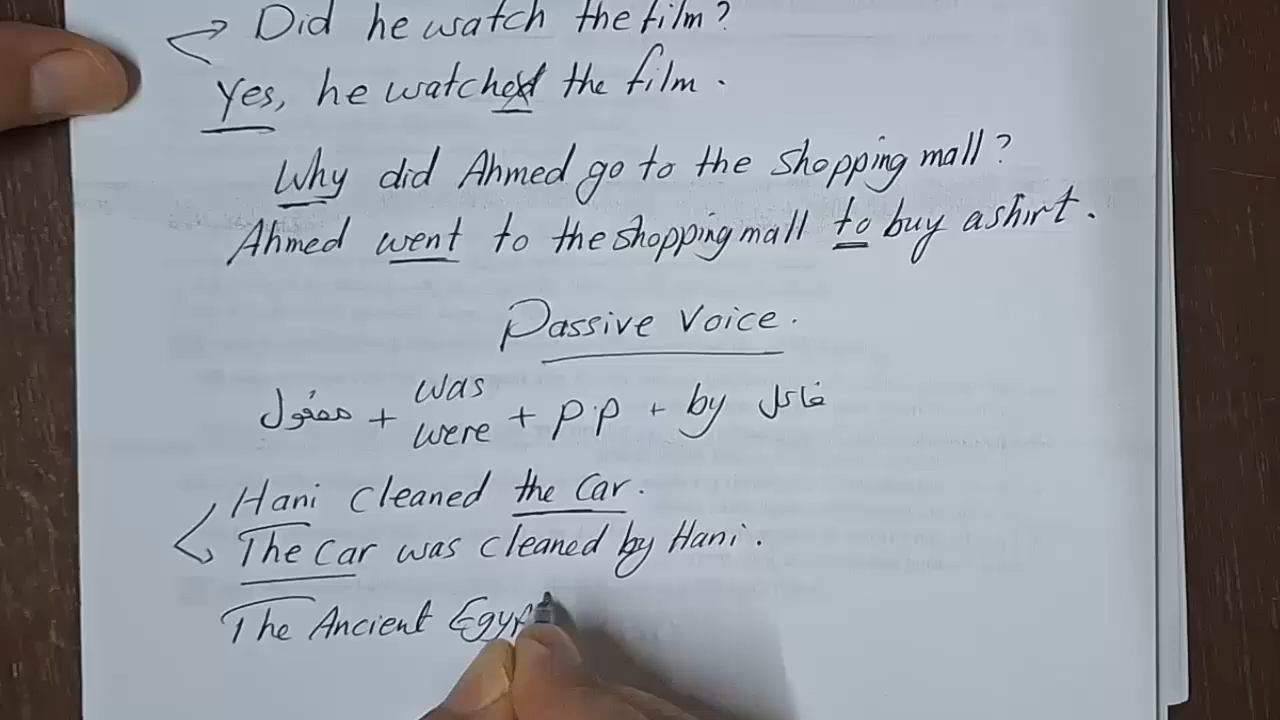 Did he watch the film?
Yes, he watched the film.
Why did Ahmed go to the shopping mall?
Ahmed went to the shopping mall to buy a shirt.
Passive Voice.
مفعول + was were + p.p + by فاعل
Hani cleaned the car.
The car was cleaned by Hani.
The Ancient Egyp